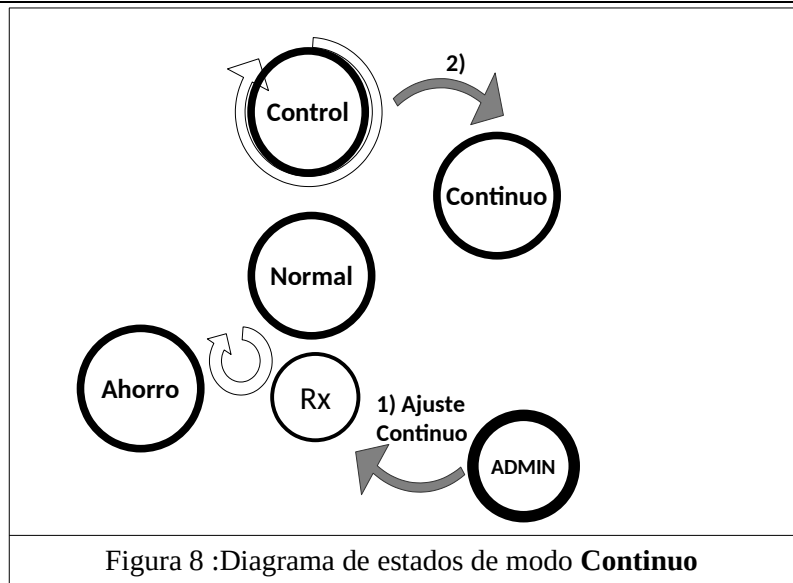 2)
Control
Continuo
Normal
Ahorro
Rx
1) Ajuste
Continuo
ADMIN
Figura 8 :Diagrama de estados de modo Continuo